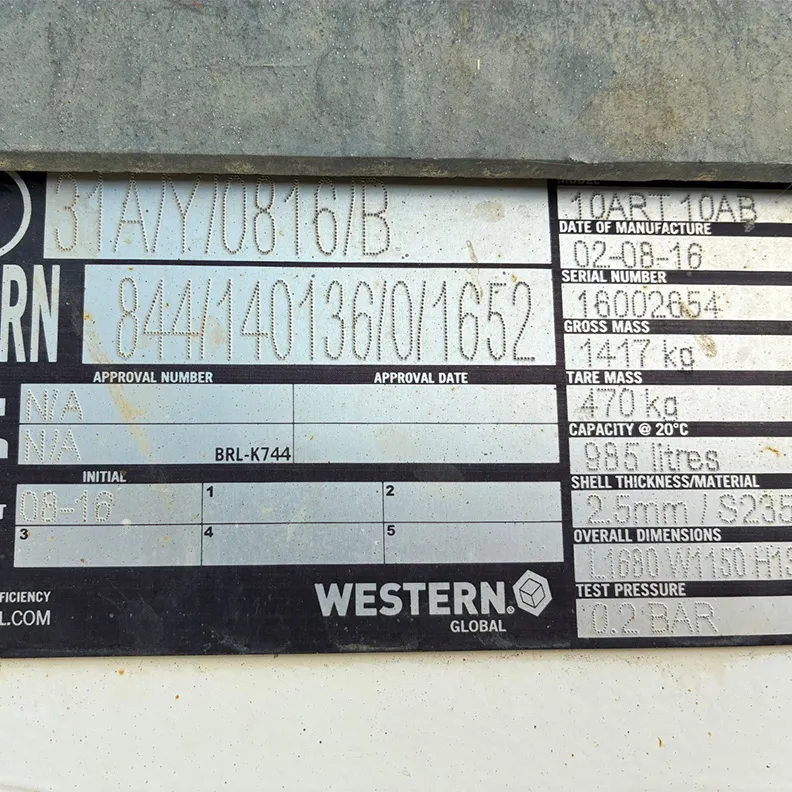 31A/Y/0816/B
RN
844/140136/0/1652
APPROVAL NUMBER APPROVAL DATE
N/A
N/A
BRL-K744
INITIAL
08-16 1 2
T
3 4 5
FICIENCY
L.COM
WESTERN®
GLOBAL
MODEL
10ART 10AB
DATE OF MANUFACTURE
02-08-16
SERIAL NUMBER
16002654
GROSS MASS
1417 kg
TARE MASS
470 kg
CAPACITY @ 20°C
985 litres
SHELL THICKNESS/MATERIAL
2.5mm / S235
OVERALL DIMENSIONS
L1680 W1150 H
TEST PRESSURE
0.2 BAR